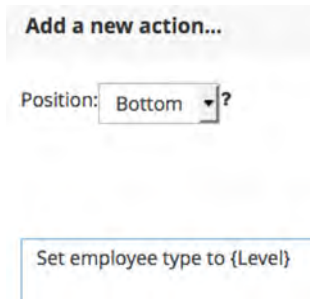 Add a new action...
Position: Bottom ?
Set employee type to {Level}